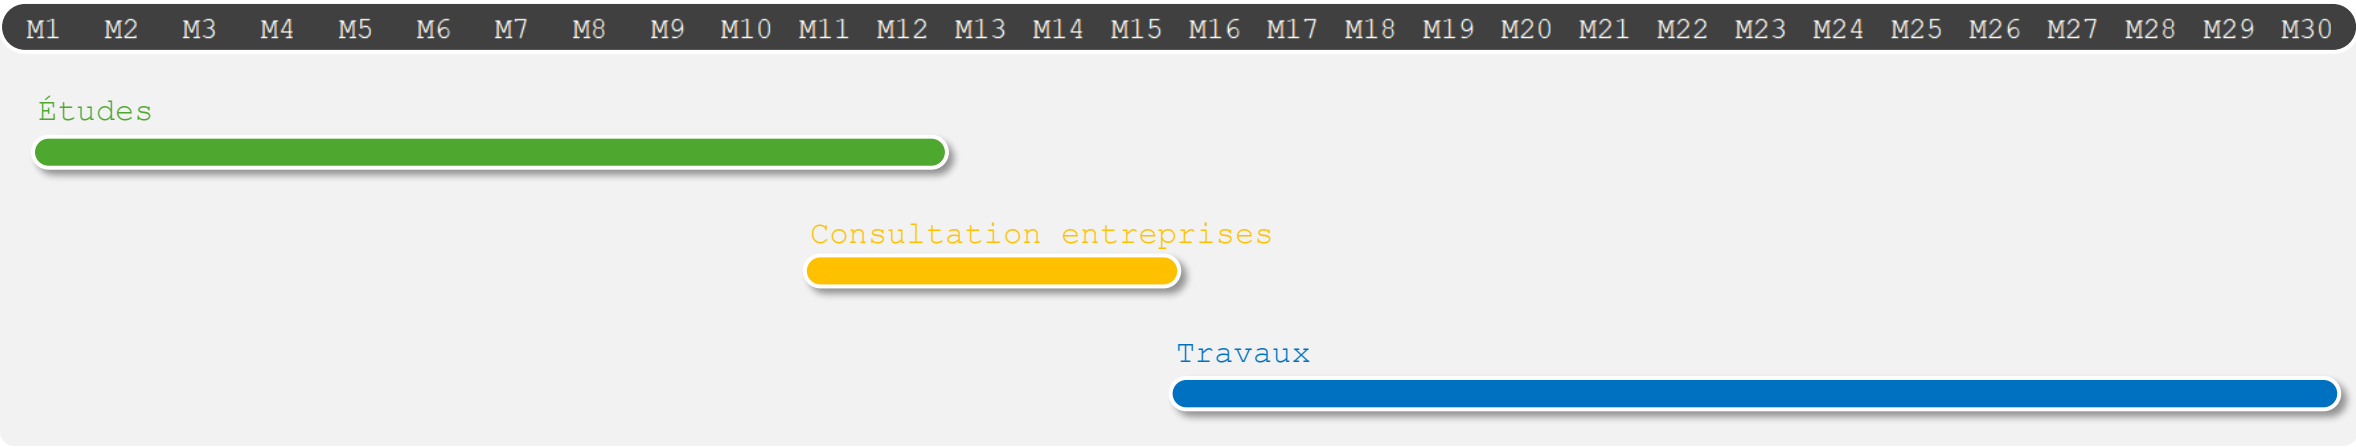 M1 M2 M3 M4 M5 M6 M7 M8 M9 M10 M11 M12 M13 M14 M15 M16 M17 M18 M19 M20 M21 M22 M23 M24 M25 M26 M27 M28 M29 M30
Études
Consultation entreprises
Travaux